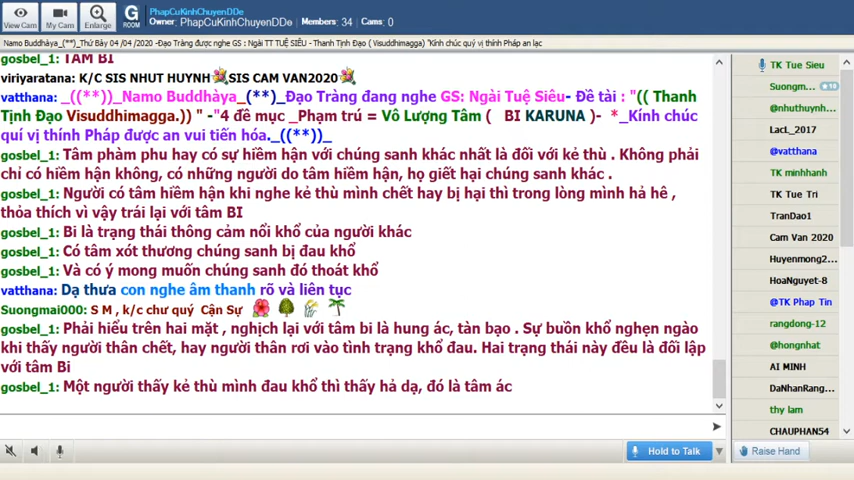 PhapCuKinhChuyenDDe
Owner: PhapCuKinhChuyenDDe Members: 34 Cams: 0
View Cam
My Cam
Enlarge
G
ROOM
Namo Buddhàya_(**)_Thứ Bảy 04 /04 /2020 -Đạo Tràng được nghe GS : Ngài TT TUỆ SIÊU - Thanh Tịnh Đạo ( Visuddhimagga) "Kính chúc quý vị thính Pháp an lạc
gosbel_1: TÂM BI
viriyaratana: K/C SIS NHUT HUYNH SIS CAM VAN2020
vatthana: _((**))_Namo Buddhàya_(**)_Đạo Tràng đang nghe GS: Ngài Tuệ Siêu- Đề tài : "(( Thanh
Tịnh Đạo Visuddhimagga.)) " -"4 đề mục _Phạm trú = Vô Lượng Tâm ( BI KARUNA )- *_Kính chúc
quí vị thính Pháp được an vui tiến hóa._((**))_
gosbel_1: Tâm phàm phu hay có sự hiềm hận với chúng sanh khác nhất là đối với kẻ thù . Không phải
chỉ có hiềm hận không, có những người do tâm hiềm hận, họ giết hại chúng sanh khác .
gosbel_1: Người có tâm hiềm hận khi nghe kẻ thù mình chết hay bị hại thì trong lòng mình hả hê ,
thỏa thích vì vậy trái lại với tâm BI
gosbel_1: Bi là trạng thái thông cảm nổi khổ của người khác
gosbel_1: Có tâm xót thương chúng sanh bị đau khổ
gosbel_1: Và có ý mong muốn chúng sanh đó thoát khổ
vatthana: Dạ thưa con nghe âm thanh rõ và liên tục
Suongmai000: S M , k/c chư quý Cận Sự
gosbel_1: Phải hiểu trên hai mặt , nghịch lại với tâm bi là hung ác, tàn bạo . Sự buồn khổ nghẹn ngào
khi thấy người thân chết, hay người thân rơi vào tình trạng khổ đau. Hai trạng thái này đều là đối lập
với tâm Bi
gosbel_1: Một người thấy kẻ thù mình đau khổ thì thấy hả dạ, đó là tâm ác
Hold to Talk
Raise Hand
TK Tue Sieu
Suongm...
@nhuthuynh...
LacL_2017
@vatthana
TK minhhanh
TK Tue Tri
TranDao1
Cam Van 2020
Huyenmong2...
HoaNguyet-8
@TK Phap Tin
rangdong-12
@hongnhat
AI MINH
DaNhanRang...
thy lam
CHAUPHAN54